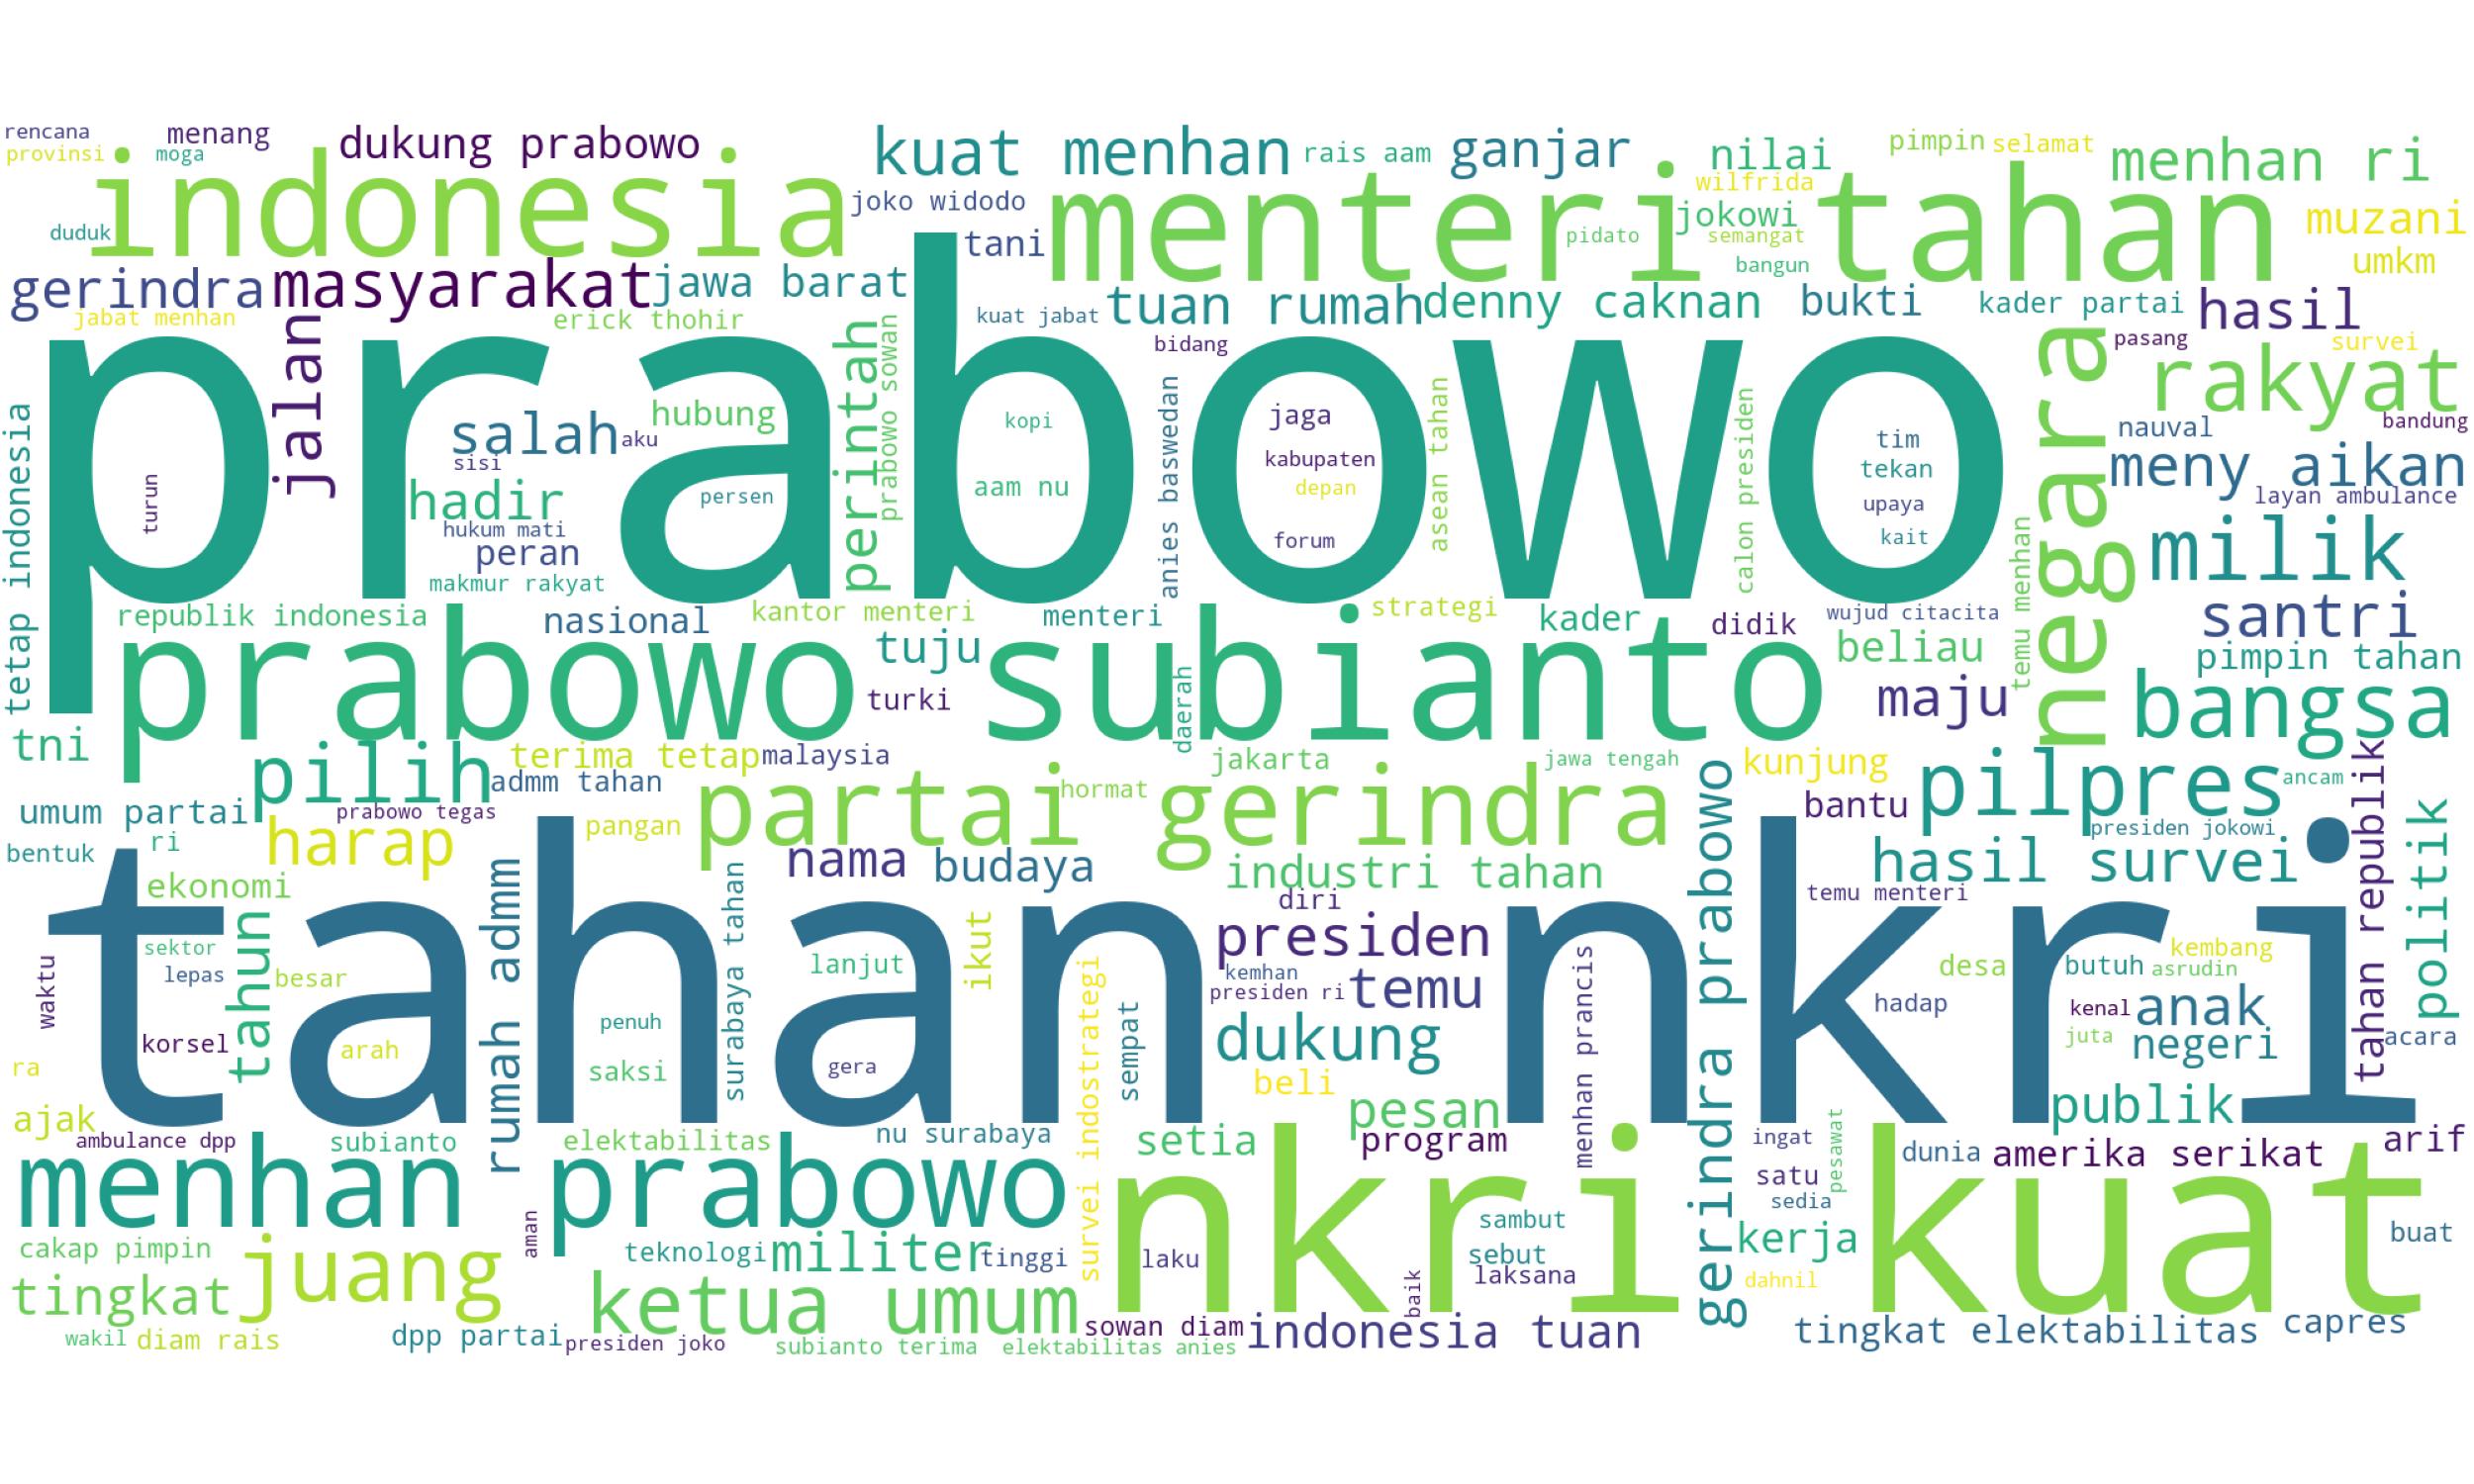 rencana
menang
dukung prabowo
kuat menhan
rais aam
ganjar
nilai
pimpin
selamat
menhan ri
provinsi
moga
indonesia
joko widodo
menteri tahan
wilfrida
jokowi
pidato
semangat
bangun
muzani
umkm
duduk
tani
gerindra
masyarakat
jawa barat
tuan rumah
denny caknan
bukti
kader partai
hasil
jabat menhan
erick thohir
kuat jabat
bidang
pasang
survei
prabowo
jalan
perintah
prabowo sowan
negara
rakyat
salah
aku
hubung
sisi
kopi
jaga
tim
nauval
bandung
tetap indonesia
hadir
persen
aam nu
anies baswedan
kabupaten
depan
asean tahan
calon presiden
tekan
meny aikan
layan ambulance
turun
hukum mati
peran
forum
upaya
kait
milik
makmur rakyat
republik indonesia
nasional
kantor menteri
menteri
strategi
kader
didik
wujud citacita
temu menhan
santri
prabowo subianto
tuju
turki
daerah
beliau
maju
pimpin tahan
bangsa
tni
pilih
terima tetap
malaysia
jakarta
jawa tengah
kunjung
pilpres
ancam
tahan republik
admm tahan
umum partai
prabowo tegas
pangan
partai gerindra
hormat
gerindra prabowo
bantu
presiden jokowi
politik
bentuk
ri
harap
nama
budaya
industri tahan
hasil survei
ekonomi
rumah admm
surabaya tahan
diri
temu menteri
tahan nkri
tahun
sektor
lepas
besar
lanjut
ikut
presiden
kemhan
presiden ri
temu
menhan prancis
desa
butuh
kembang
asrudin
waktu
korsel
arah
penuh
saksi
gera
survei indostrategi
sempat
dukung
hadap
kenal
anak
juta
negeri
acara
ra
beli
pesan
publik
ajak
ambulance dpp
subianto
elektabilitas
nu surabaya
setia
program
ingat
pesawat
dunia
amerika serikat
arif
menhan
prabowo
nkri
satu
sedia
kuat
aman
cakap pimpin
juang
teknologi
militer
tinggi
laku
sambut
sebut
laksana
kerja
buat
tingkat
ketua umum
baik
dahnil
wakil
diam rais
dpp partai
presiden joko
subianto terima
elektabilitas anies
sowan diam
indonesia tuan
tingkat elektabilitas
capres